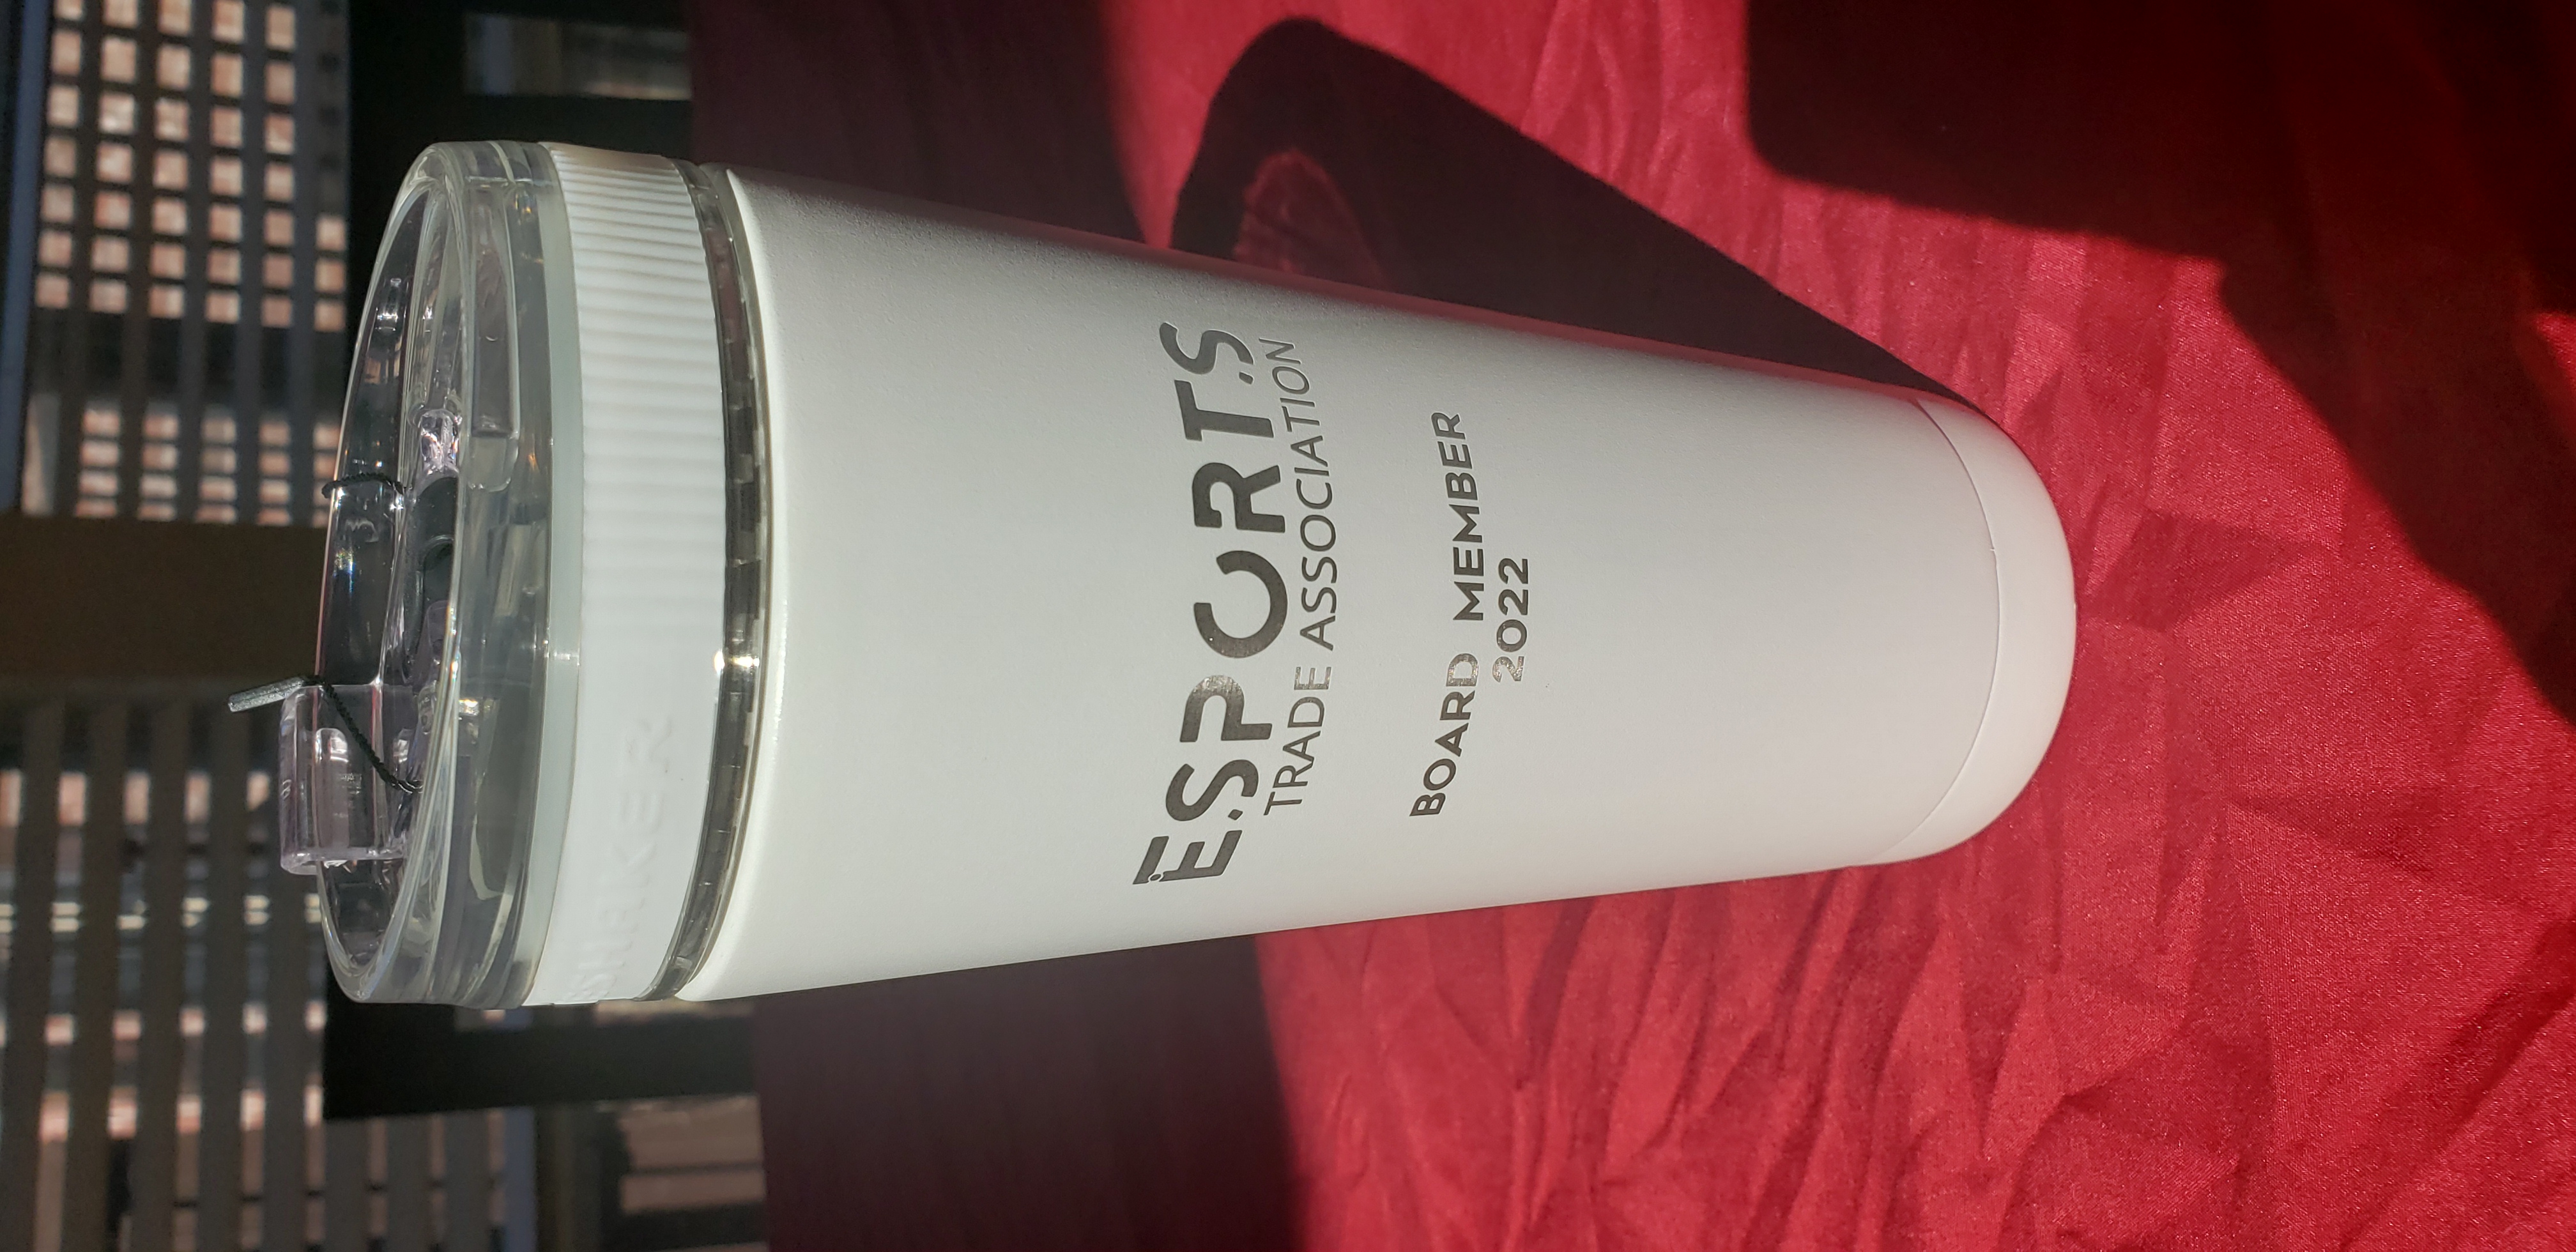 ESPORTS
TRADE ASSOCIATION
BOARD MEMBER
2022